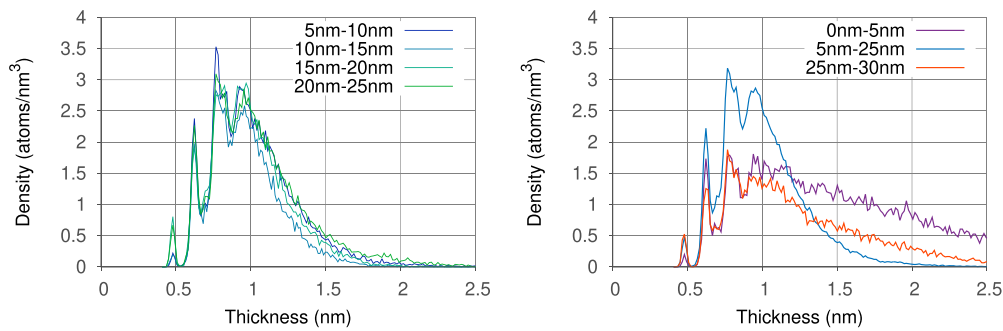 4
3.5
3
2.5
2
1.5
1
0.5
0
Density (atoms/nm³)
5nm-10nm
10nm-15nm
15nm-20nm
20nm-25nm
0 0.5 1 1.5 2 2.5
Thickness (nm)
4
3.5
3
2.5
2
1.5
1
0.5
0
Density (atoms/nm³)
0nm-5nm
5nm-25nm
25nm-30nm
0 0.5 1 1.5 2 2.5
Thickness (nm)